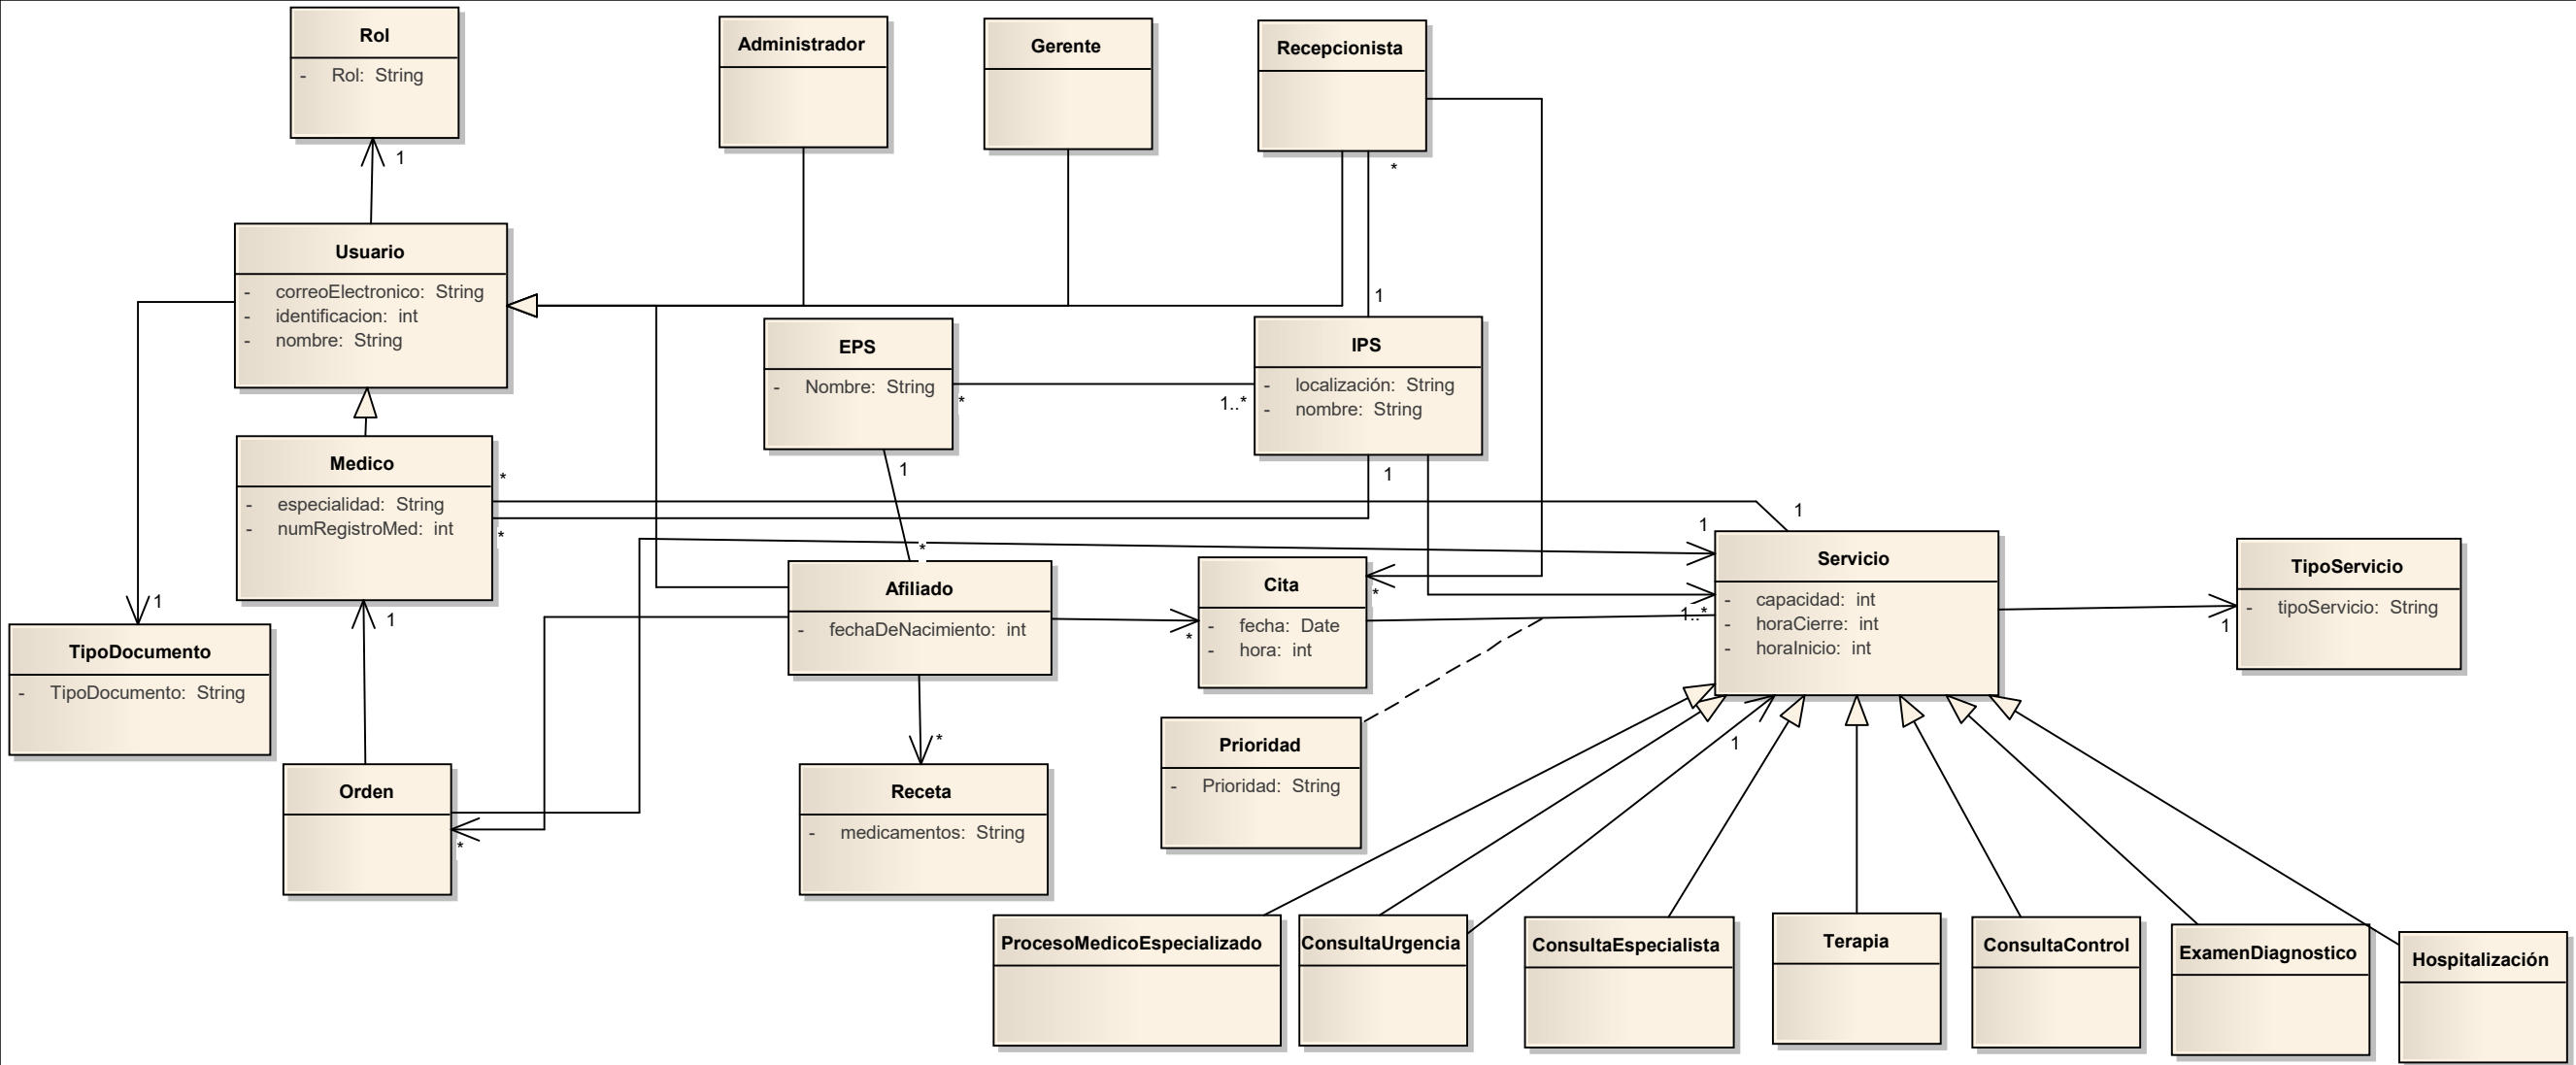 Rol
- Rol: String
Administrador
Gerente
Recepcionista
1
*
Usuario
- correoElectronico: String
- identificacion: int
- nombre: String
1
EPS
- Nombre: String
*
1..*
IPS
- localización: String
- nombre: String
1
1
Medico
- especialidad: String
- numRegistroMed: int
*
*
1
1
1
*
Servicio
- capacidad: int
- horaCierre: int
- horaInicio: int
1..*
TipoServicio
- tipoServicio: String
1
Afiliado
- fechaDeNacimiento: int
Cita
- fecha: Date
- hora: int
*
*
1
TipoDocumento
- TipoDocumento: String
1
Orden
*
Receta
- medicamentos: String
*
Prioridad
- Prioridad: String
1
ProcesoMedicoEspecializado
ConsultaUrgencia
ConsultaEspecialista
Terapia
ConsultaControl
ExamenDiagnostico
Hospitalización